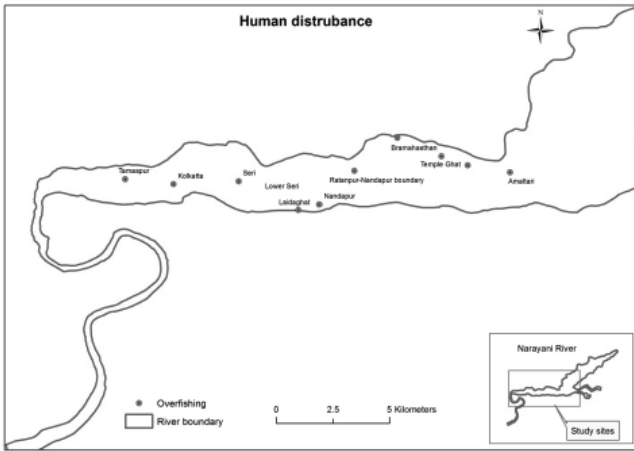 Human distrubance
N
Bramahasthan
Temple Ghat
Tamaspur
Kolkatta
Seri
Ratanpur-Nandapur boundary
Amaltari
Lower Seri
Laidaghat
Nandapur
Narayani River
Study sites
Overfishing
River boundary
0 2.5 5 Kilometers